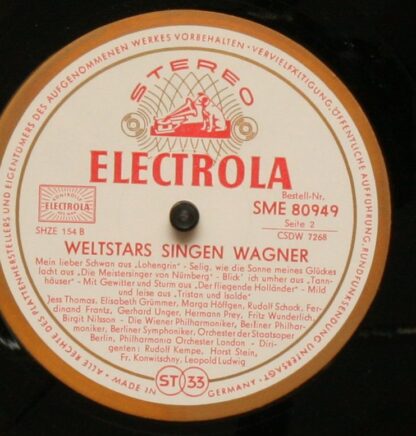 ALLE RECHTE DES PLATTENHERSTELLERS UND EIGENTÜMERS DES AUFGENOMMENEN WERKES VORBEHALTEN · VERVIELFÄLTIGUNG, ÖFFENTLICHE AUFFÜHRUNG, RUNDFUNKSENDUNG UNTERSAGT
STEREO
ELECTROLA
Bestell-Nr.
SME 80949
ELECTROLA
Seite 2
SHZE 154 B
CSDW 7268
WELTSTARS SINGEN WAGNER
Mein lieber Schwan aus „Lohengrin" - Selig, wie die Sonne meines Glückes
lacht aus „Die Meistersinger von Nürnberg" - Blick' ich umher aus „Tann-
häuser" - Mit Gewitter und Sturm aus „Der fliegende Holländer" - Mild
und leise aus „Tristan und Isolde"
Jess Thomas, Elisabeth Grümmer, Marga Höffgen, Rudolf Schock, Fer-
dinand Frantz, Gerhard Unger, Hermann Prey, Fritz Wunderlich,
Birgit Nilsson - Die Wiener Philharmoniker, Berliner Philhar-
moniker, Berliner Symphoniker, Orchester der Staatsoper
Berlin, Philharmonia Orchester London - Diri-
genten: Rudolf Kempe, Horst Stein,
Fr. Konwitschny, Leopold Ludwig
MADE IN ST 33 GERMANY